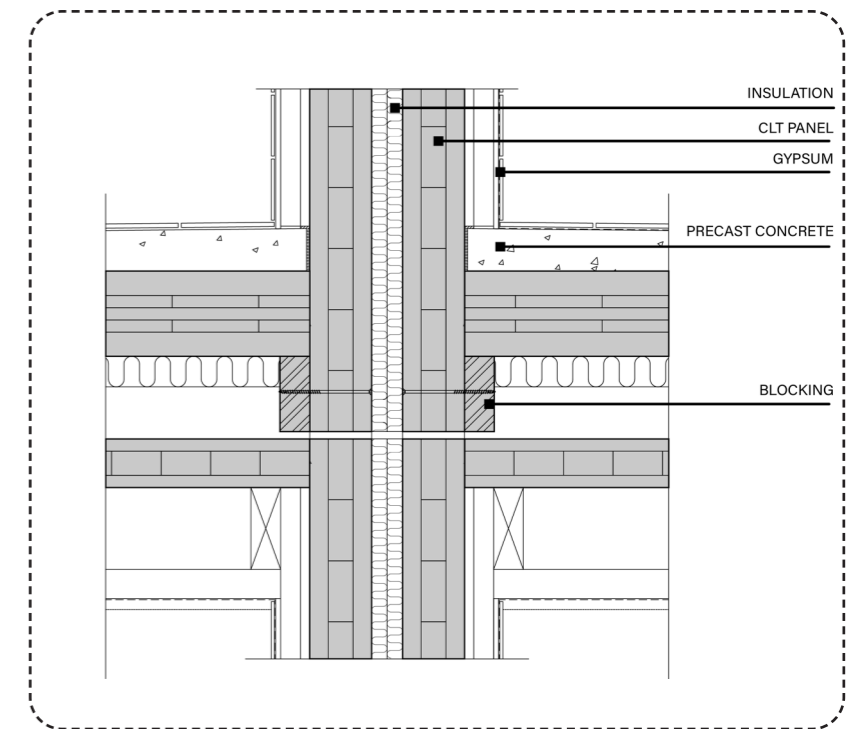 INSULATION
CLT PANEL
GYPSUM
PRECAST CONCRETE
BLOCKING